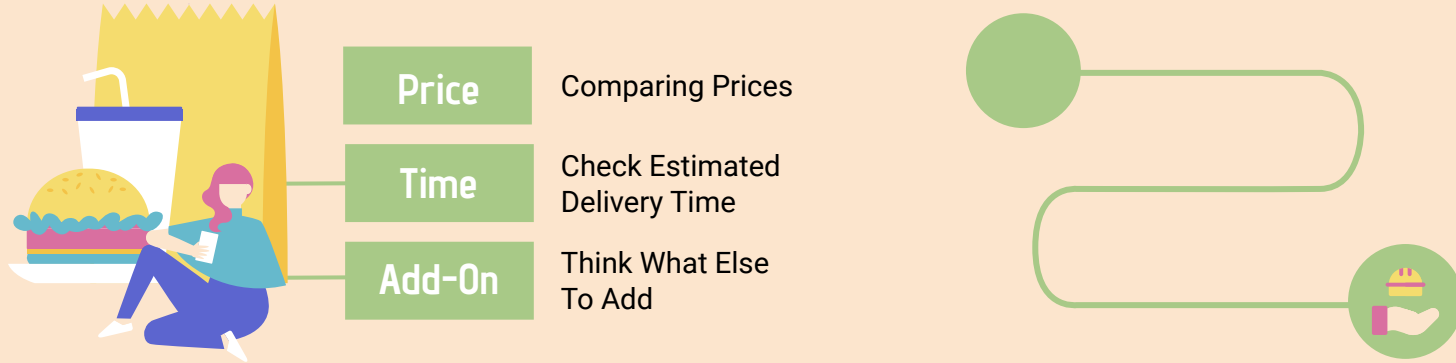 Price
Comparing Prices
Time
Check Estimated
Delivery Time
Add-On
Think What Else
To Add